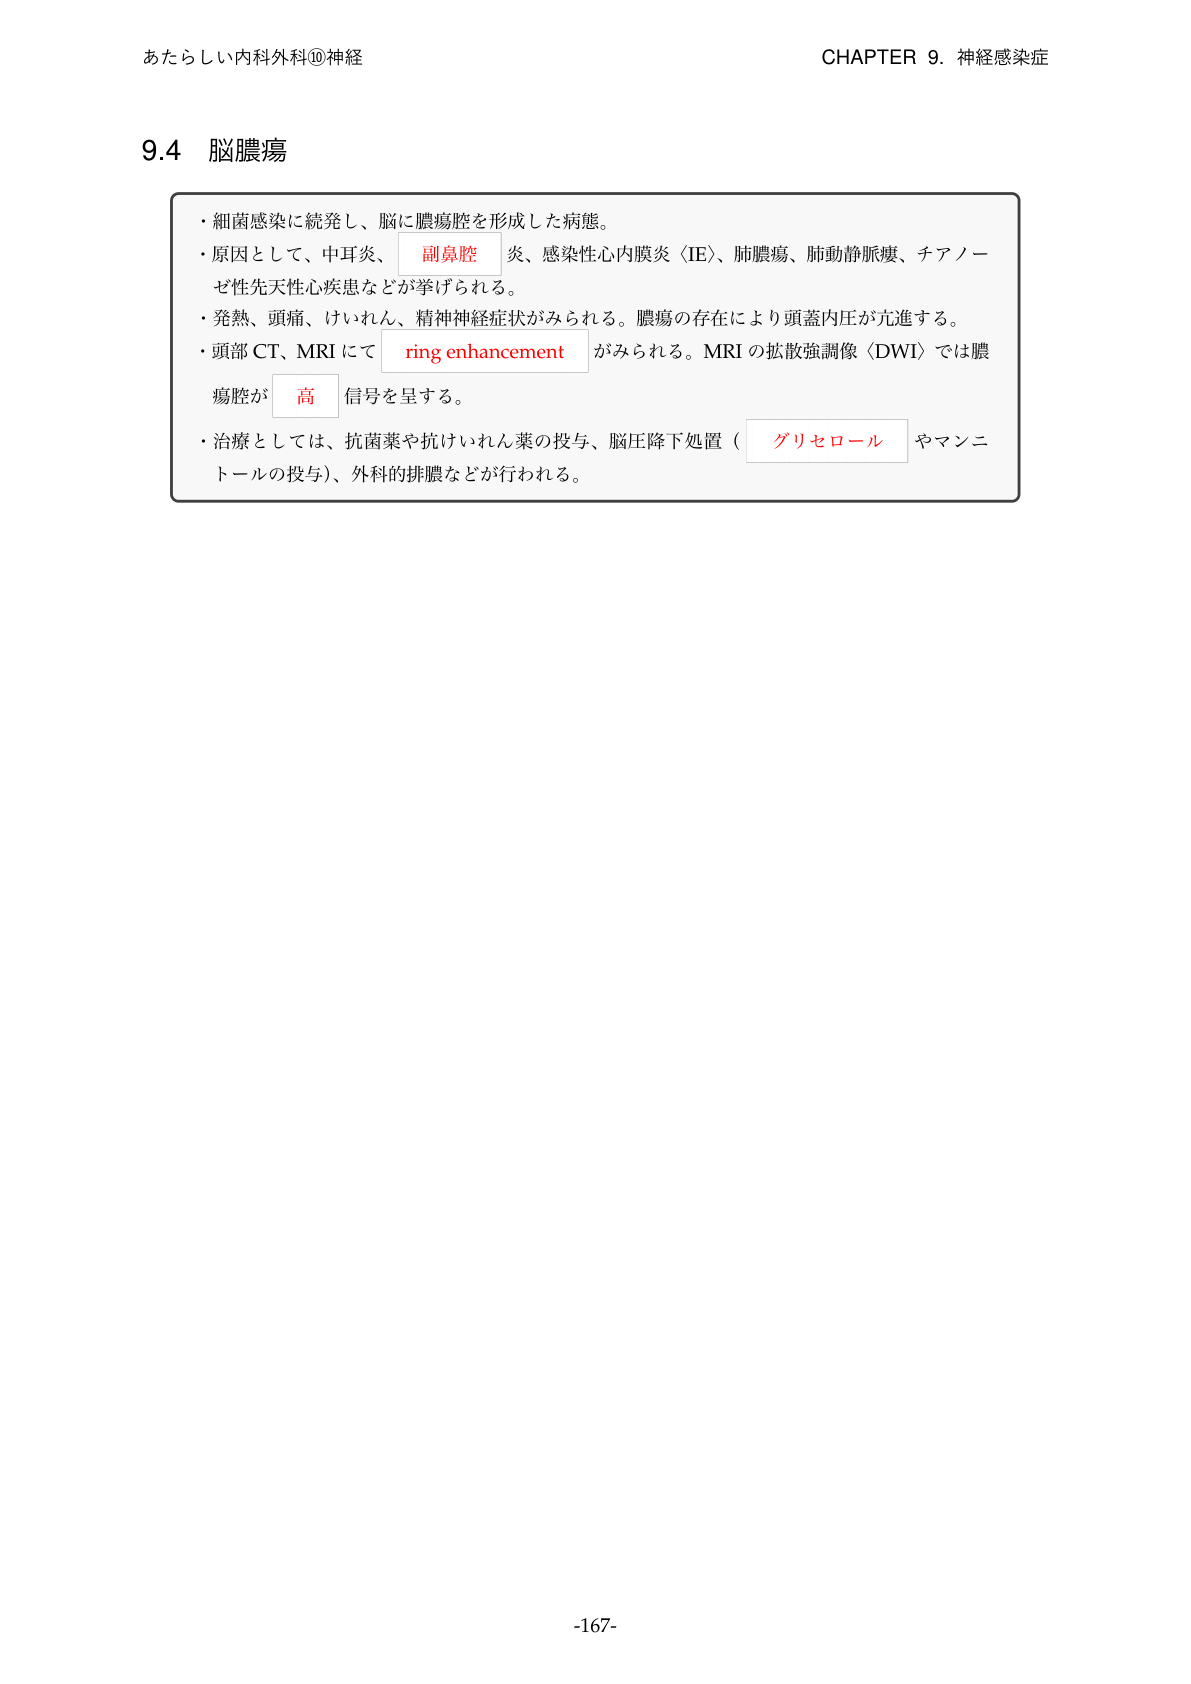 あたらしい内科外科⑩神経
CHAPTER 9. 神経感染症
9.4 脳膿瘍
・細菌感染に続発し、脳に膿瘍腔を形成した病態。
・原因として、中耳炎、 副鼻腔 炎、感染性心内膜炎〈IE〉、肺膿瘍、肺動静脈瘻、チアノー
ゼ性先天性心疾患などが挙げられる。
・発熱、頭痛、けいれん、精神神経症状がみられる。膿瘍の存在により頭蓋内圧が亢進する。
・頭部 CT、MRI にて ring enhancement がみられる。MRI の拡散強調像〈DWI〉では膿
瘍腔が 高 信号を呈する。
・治療としては、抗菌薬や抗けいれん薬の投与、脳圧降下処置（ グリセロール やマンニ
トールの投与）、外科的排膿などが行われる。
-167-